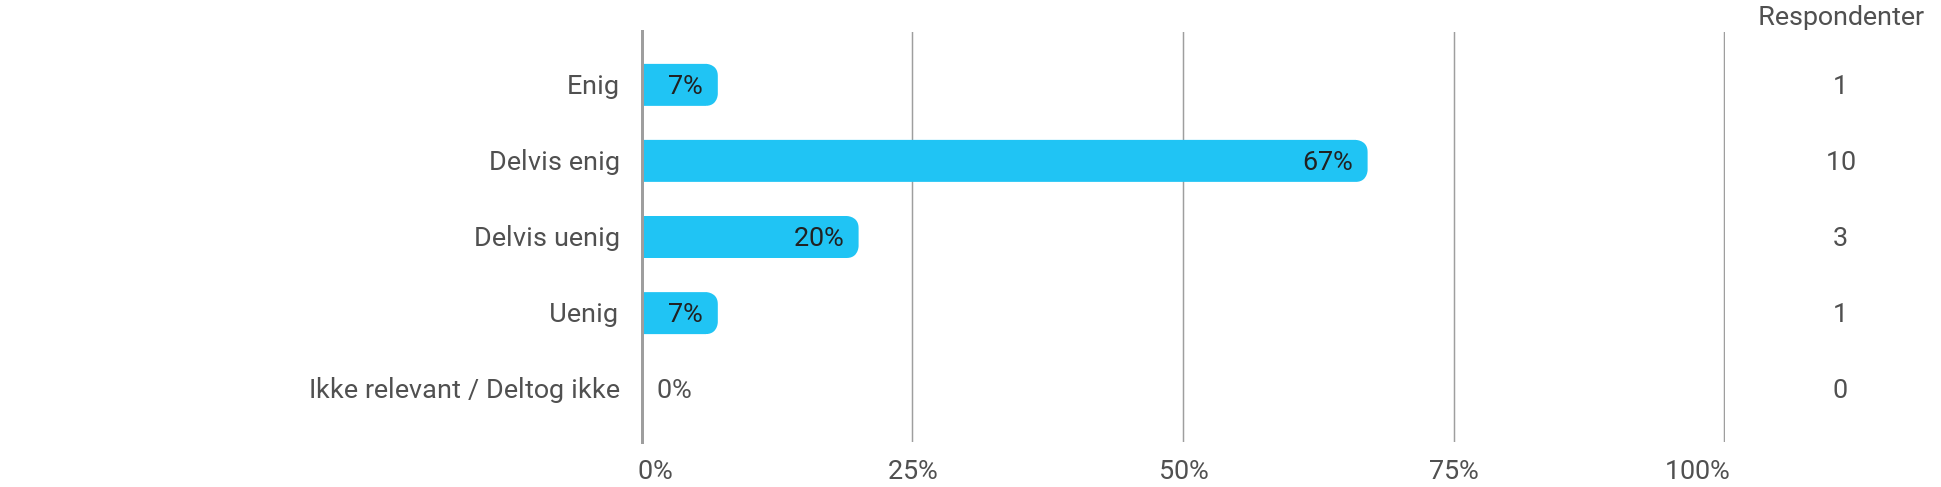 Respondenter
Enig 7% 1
Delvis enig 67% 10
Delvis uenig 20% 3
Uenig 7% 1
Ikke relevant / Deltog ikke 0% 0
0% 25% 50% 75% 100%